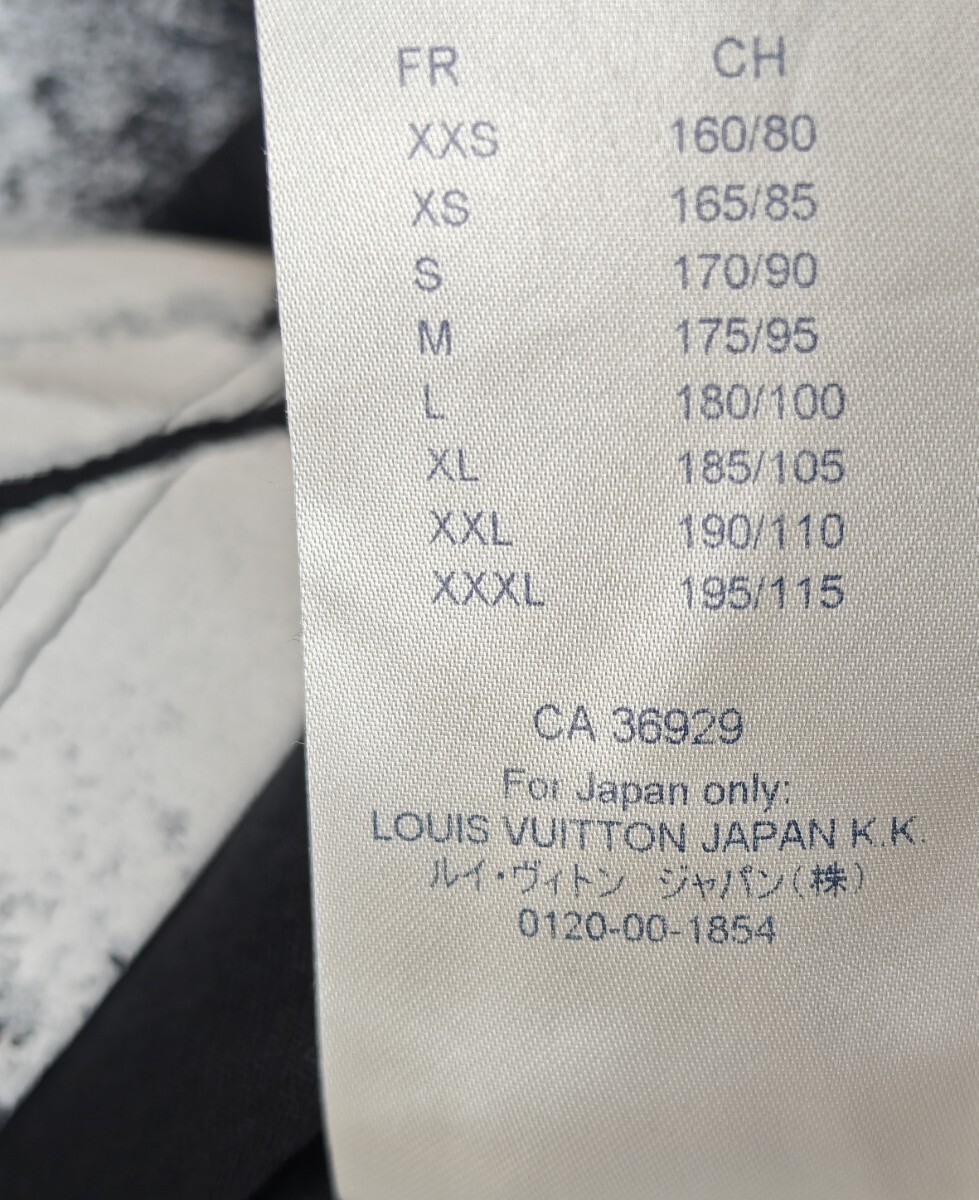 FR CH
XXS 160/80
XS 165/85
S 170/90
M 175/95
L 180/100
XL 185/105
XXL 190/110
XXXL 195/115
CA 36929
For Japan only:
LOUIS VUITTON JAPAN K.K.
ルイ・ヴィトン ジャパン(株)
0120-00-1854